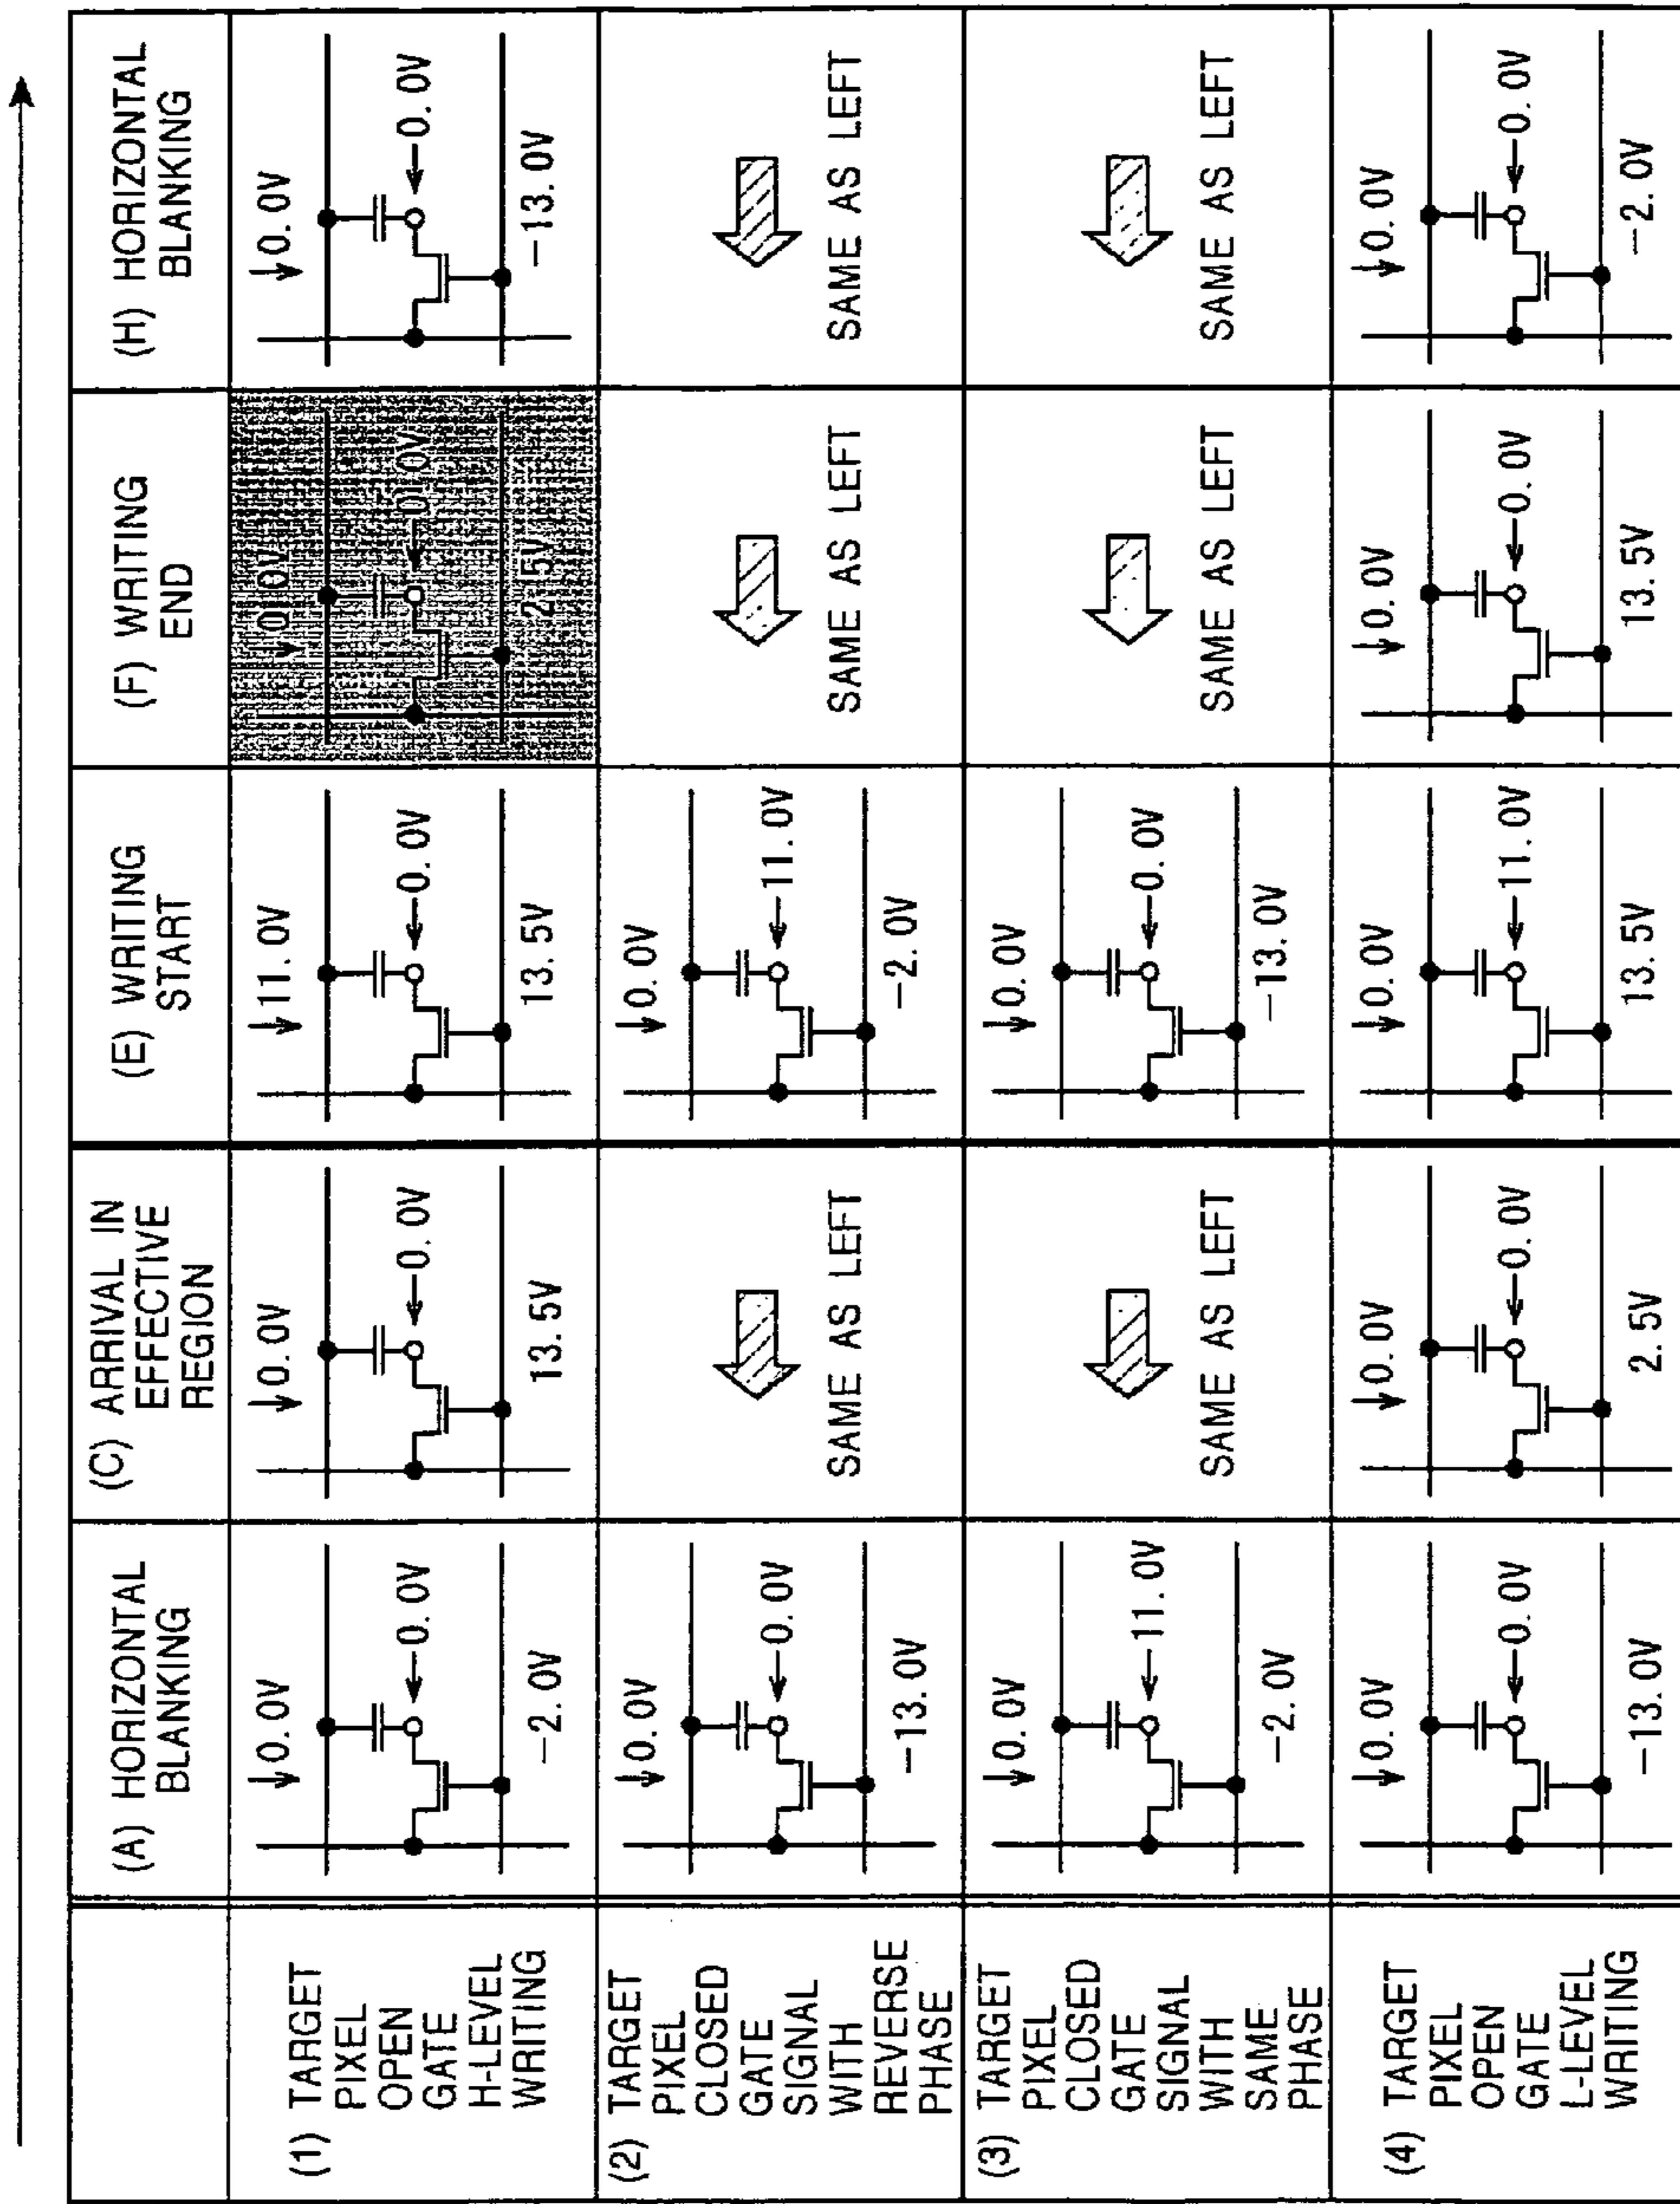 (A) HORIZONTAL
BLANKING
(C) ARRIVAL IN
EFFECTIVE
REGION
(E) WRITING
START
(F) WRITING
END
(H) HORIZONTAL
BLANKING
(1) TARGET
PIXEL
OPEN
GATE
H-LEVEL
WRITING
0.0V
0.0V
-2.0V
0.0V
0.0V
13.5V
11.0V
0.0V
13.5V
0.0V
0.0V
2.5V
0.0V
0.0V
-13.0V
(2) TARGET
PIXEL
CLOSED
GATE
SIGNAL
WITH
REVERSE
PHASE
0.0V
0.0V
-13.0V
SAME AS LEFT
0.0V
11.0V
-2.0V
SAME AS LEFT
SAME AS LEFT
(3) TARGET
PIXEL
CLOSED
GATE
SIGNAL
WITH
SAME
PHASE
0.0V
11.0V
-2.0V
SAME AS LEFT
0.0V
0.0V
-13.0V
SAME AS LEFT
SAME AS LEFT
(4) TARGET
PIXEL
OPEN
GATE
L-LEVEL
WRITING
0.0V
0.0V
-13.0V
0.0V
0.0V
2.5V
0.0V
11.0V
13.5V
0.0V
0.0V
13.5V
0.0V
0.0V
-2.0V